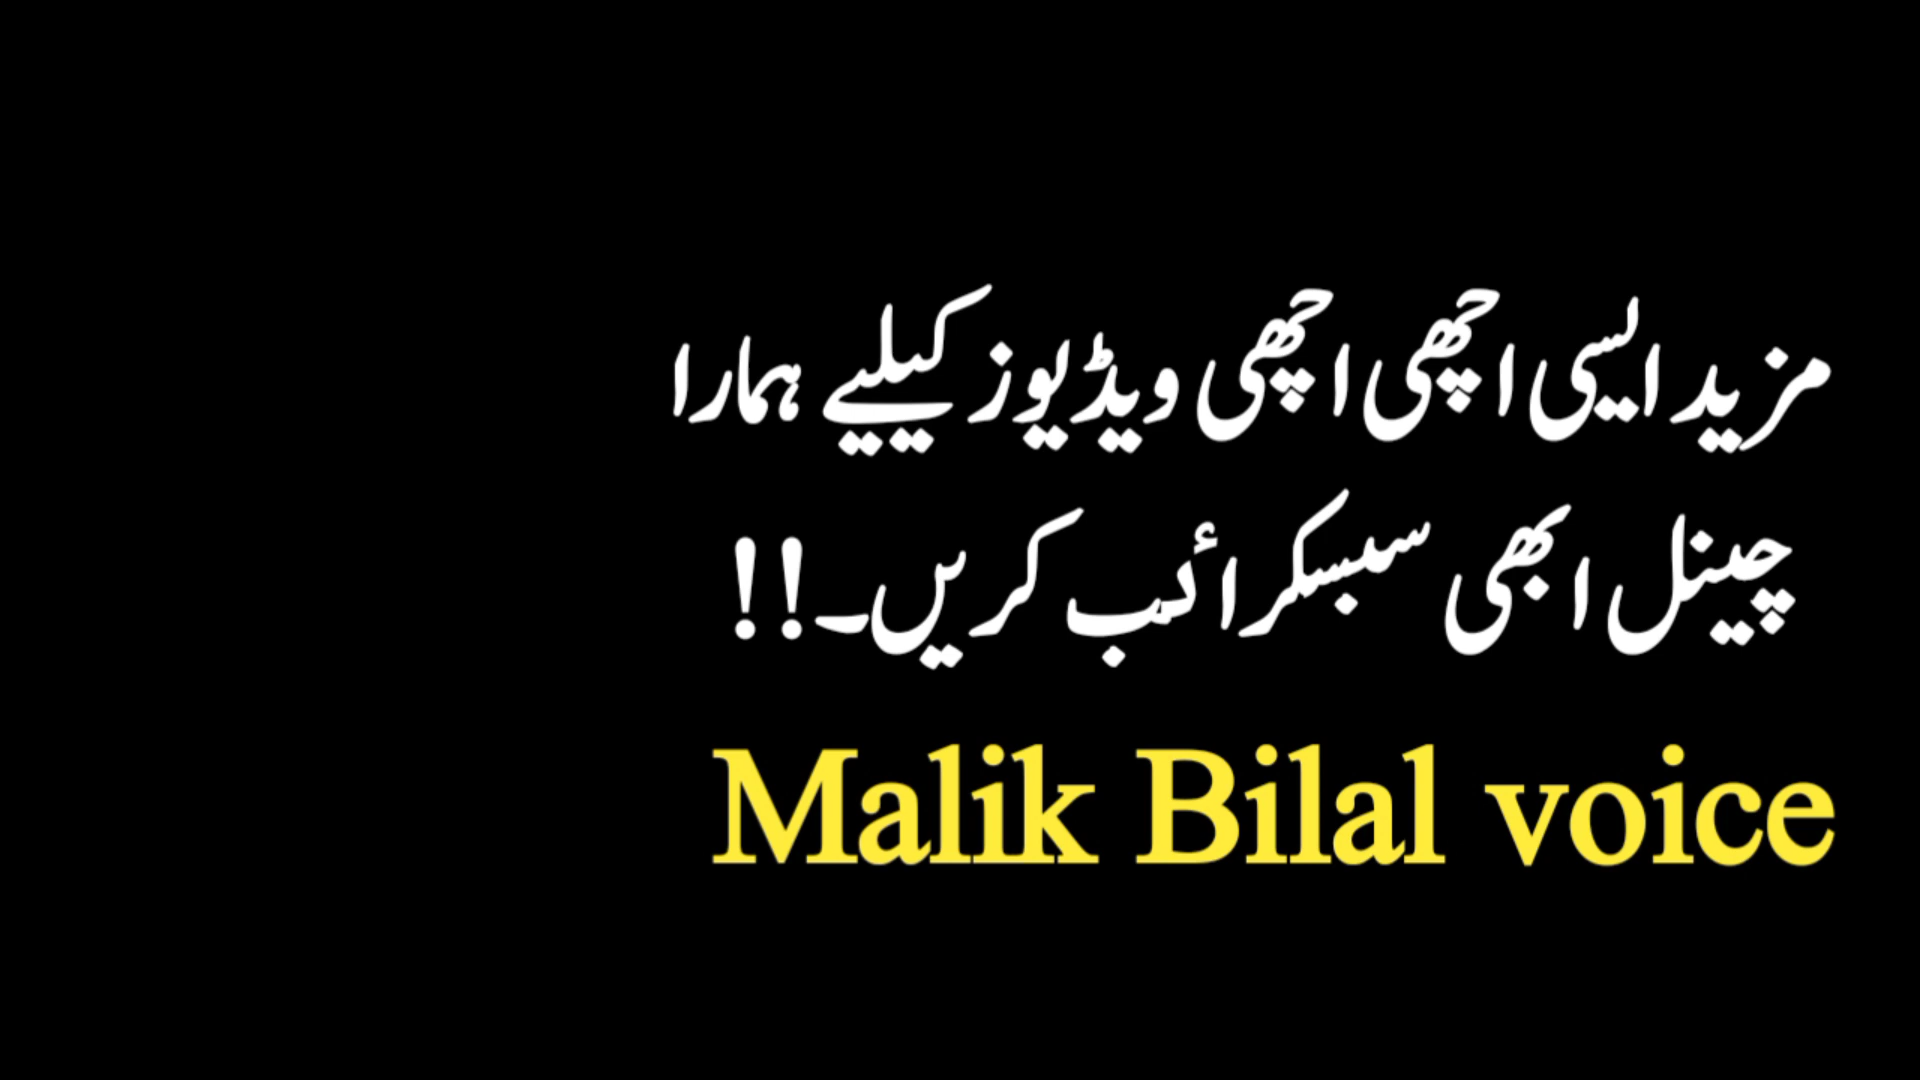 مزید ایسی اچھی اچھی ویڈیوز کیلیے ہمارا
چینل ابھی سبسکرائب کریں۔!!
Malik Bilal voice